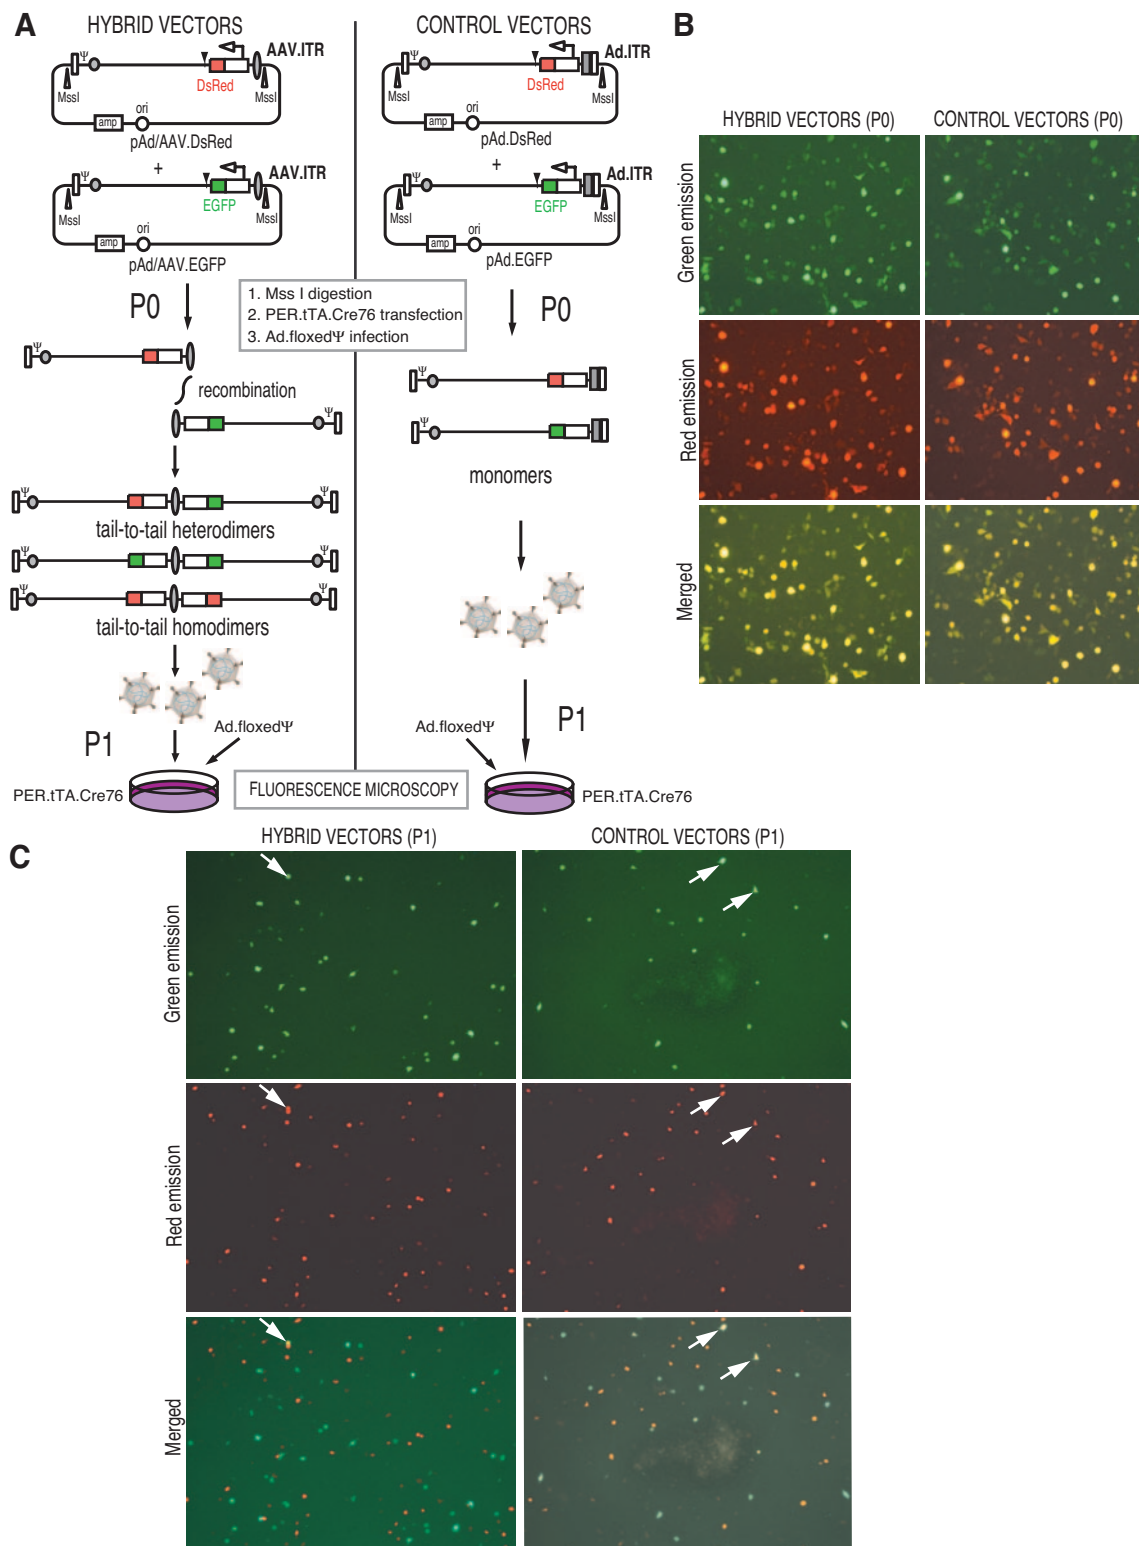 A
HYBRID VECTORS
CONTROL VECTORS
Ψ
AAV.ITR
DsRed
MssI
MssI
amp
ori
pAd/AAV.DsRed
+
Ψ
AAV.ITR
EGFP
MssI
MssI
amp
ori
pAd/AAV.EGFP
Ψ
Ad.ITR
DsRed
MssI
MssI
amp
ori
pAd.DsRed
+
Ψ
Ad.ITR
EGFP
MssI
MssI
amp
ori
pAd.EGFP
P0
1. Mss I digestion
2. PER.tTA.Cre76 transfection
3. Ad.floxedΨ infection
P0
Ψ
recombination
Ψ
Ψ
Ψ
tail-to-tail heterodimers
Ψ
Ψ
Ψ
Ψ
tail-to-tail homodimers
P1
Ad.floxedΨ
PER.tTA.Cre76
Ψ
Ψ
monomers
P1
Ad.floxedΨ
PER.tTA.Cre76
FLUORESCENCE MICROSCOPY
B
HYBRID VECTORS (P0)
CONTROL VECTORS (P0)
Green emission
Red emission
Merged
C
HYBRID VECTORS (P1)
CONTROL VECTORS (P1)
Green emission
Red emission
Merged